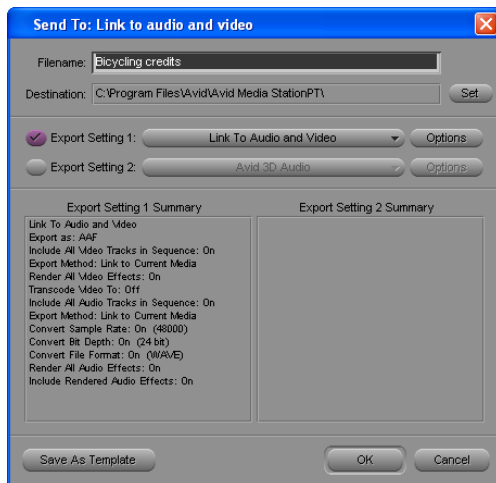 Send To: Link to audio and video
Filename: Bicycling credits
Destination: C:\Program Files\Avid\Avid Media StationPT\ Set
Export Setting 1: Link To Audio and Video Options
Export Setting 2: Avid 3D Audio Options
Export Setting 1 Summary
Link To Audio and Video
Export as: AAF
Include All Video Tracks in Sequence: On
Export Method: Link to Current Media
Render All Video Effects: On
Transcode Video To: Off
Include All Audio Tracks in Sequence: On
Export Method: Link to Current Media
Convert Sample Rate: On (48000)
Convert Bit Depth: On (24 bit)
Convert File Format: On (WAVE)
Render All Audio Effects: On
Include Rendered Audio Effects: On
Export Setting 2 Summary
Save As Template OK Cancel